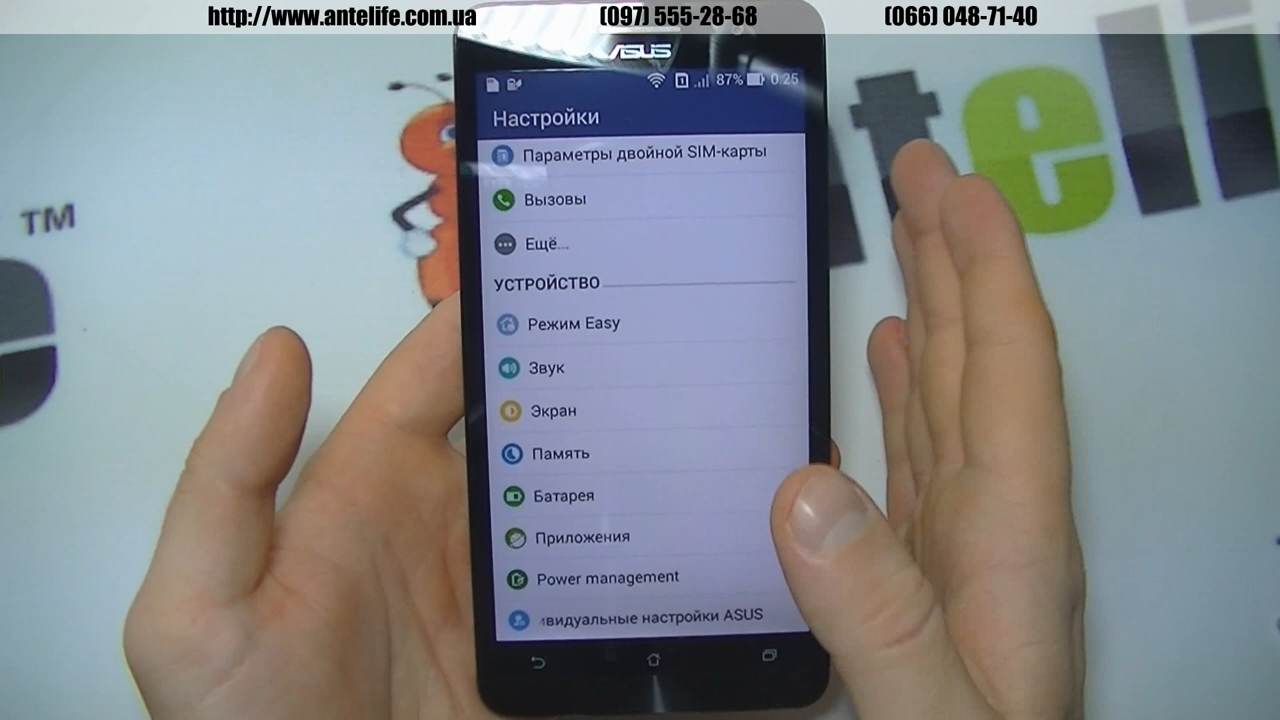 http://www.antelife.com.ua (097) 555-28-68 (066) 048-71-40
ASUS
87% 0:25
Настройки
Параметры двойной SIM-карты
Вызовы
Ещё...
УСТРОЙСТВО
Режим Easy
Звук
Экран
Память
Батарея
Приложения
Power management
видуальные настройки ASUS
TM
teli